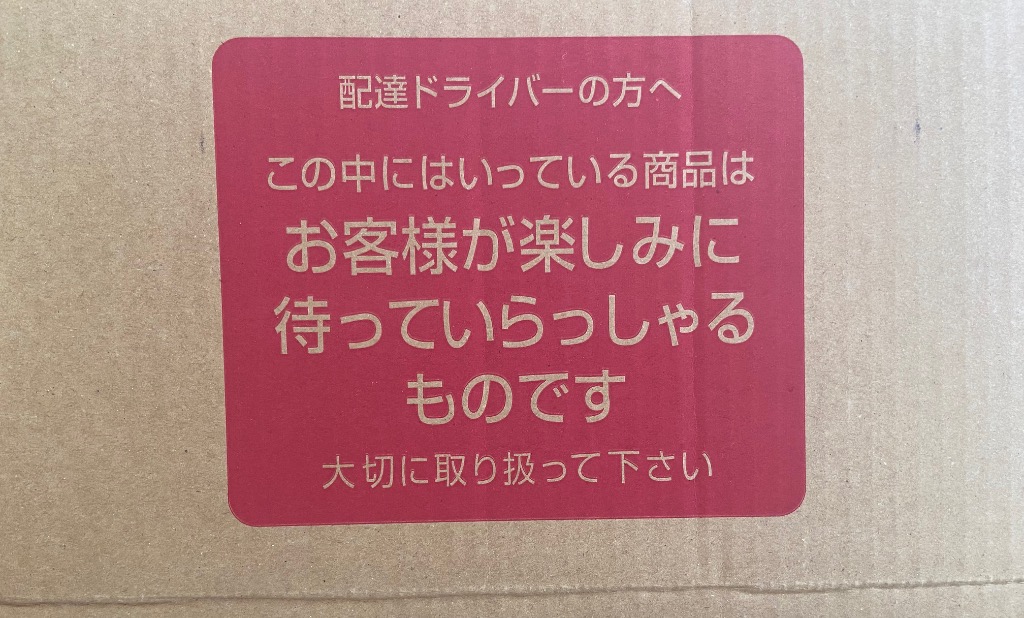 配達ドライバーの方へ
この中にはいっている商品は
お客様が楽しみに
待っていらっしゃる
ものです
大切に取り扱って下さい